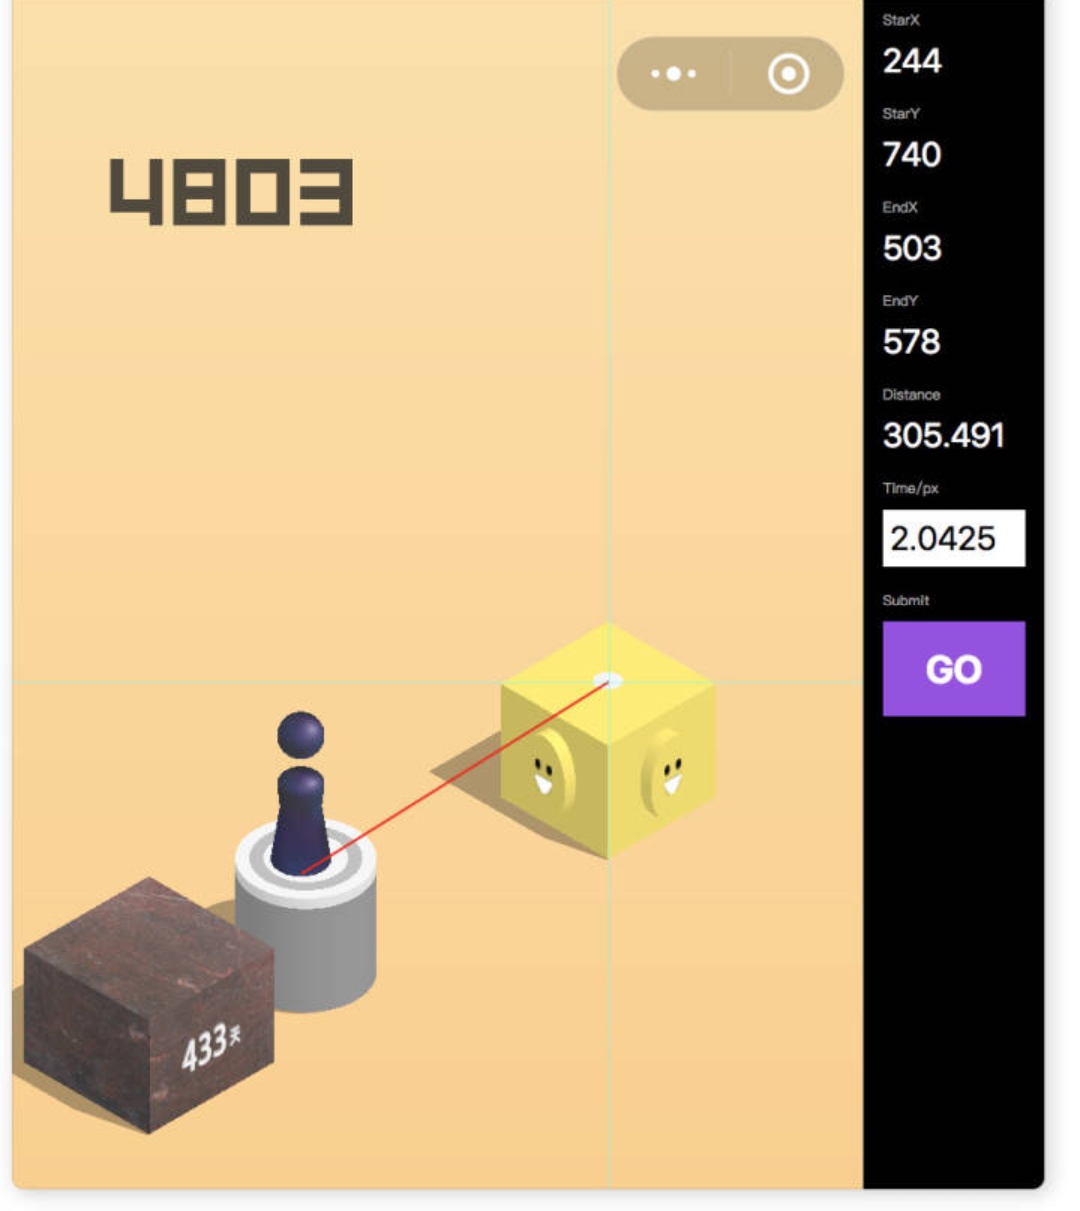 4803
433天
StarX
244
StarY
740
EndX
503
EndY
578
Distance
305.491
Time/px
2.0425
Submit
GO